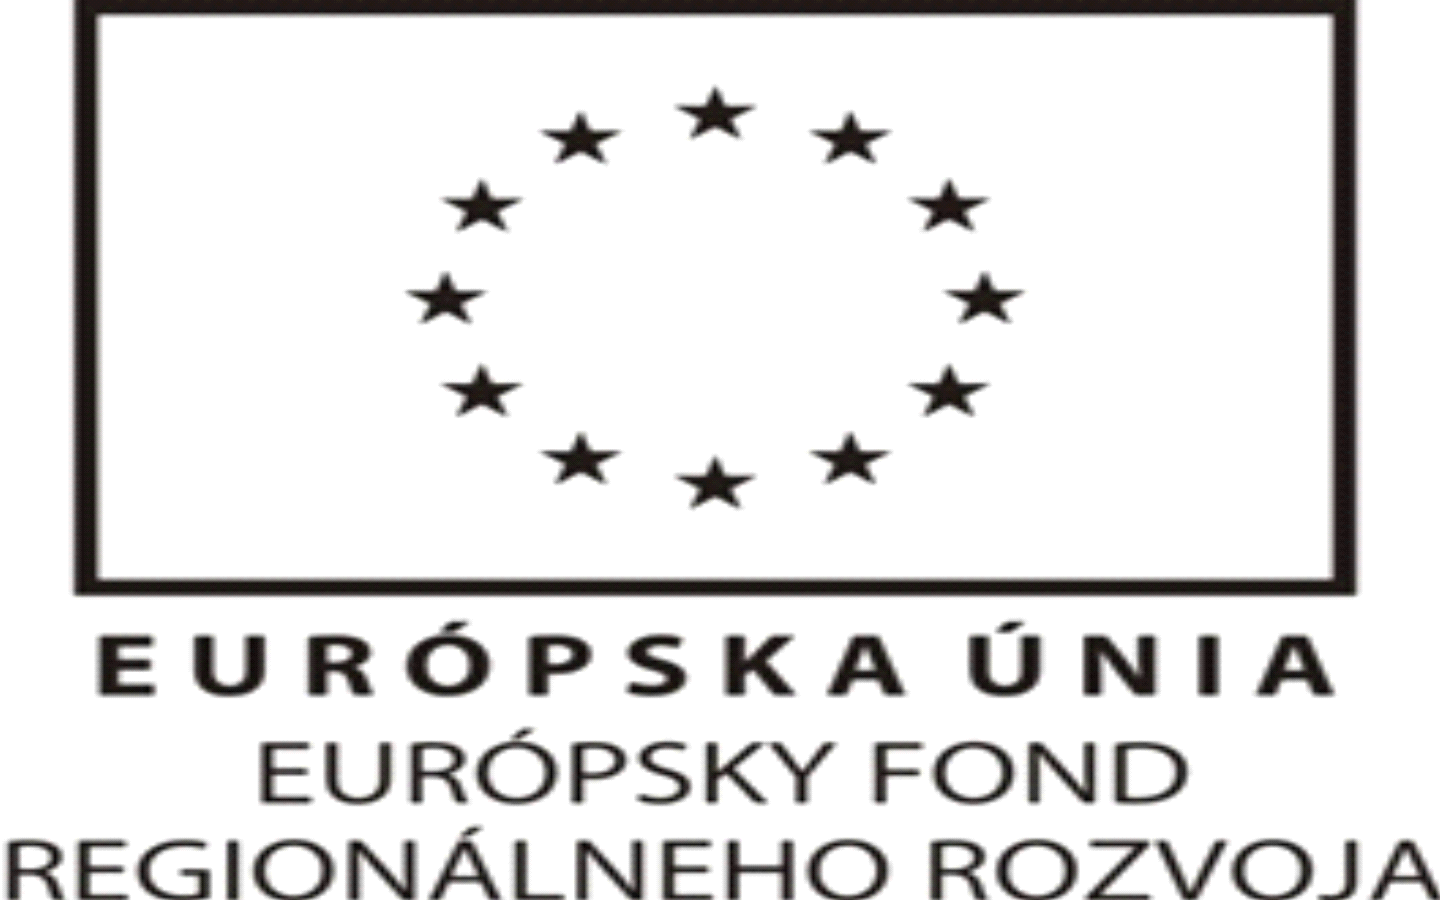 EURÓPSKA ÚNIA
EURÓPSKY FOND
REGIONÁLNEHO ROZVOJA